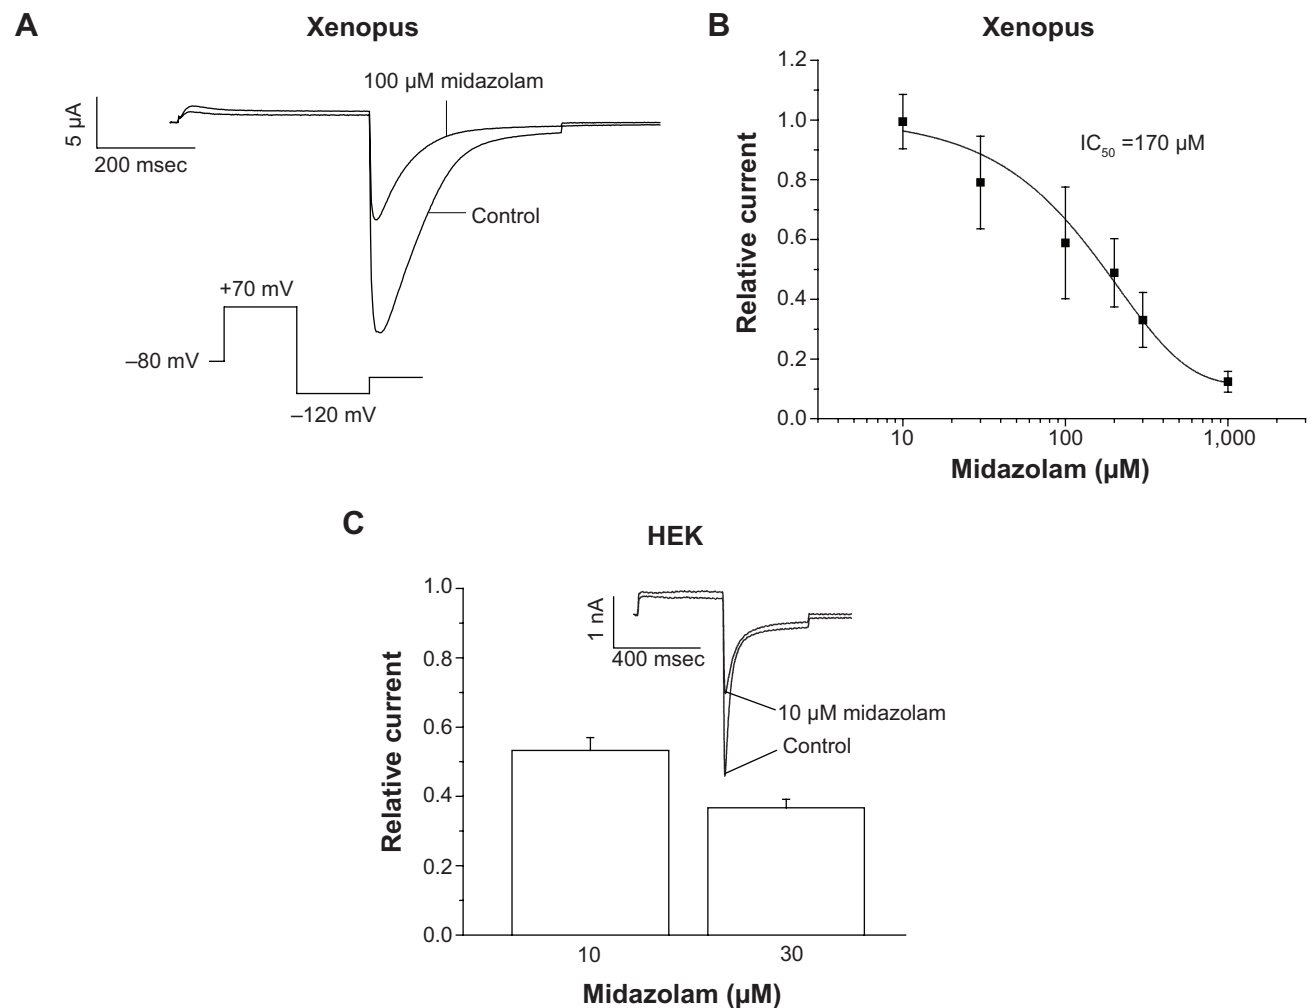 A
Xenopus
100 µM midazolam
5 µA
200 msec
Control
+70 mV
–80 mV
–120 mV
B
Xenopus
1.2
1.0
0.8
0.6
0.4
0.2
0.0
Relative current
IC50 =170 µM
10
100
1,000
Midazolam (µM)
C
HEK
1.0
0.8
0.6
0.4
0.2
0.0
Relative current
1 nA
400 msec
10 µM midazolam
Control
10
30
Midazolam (µM)